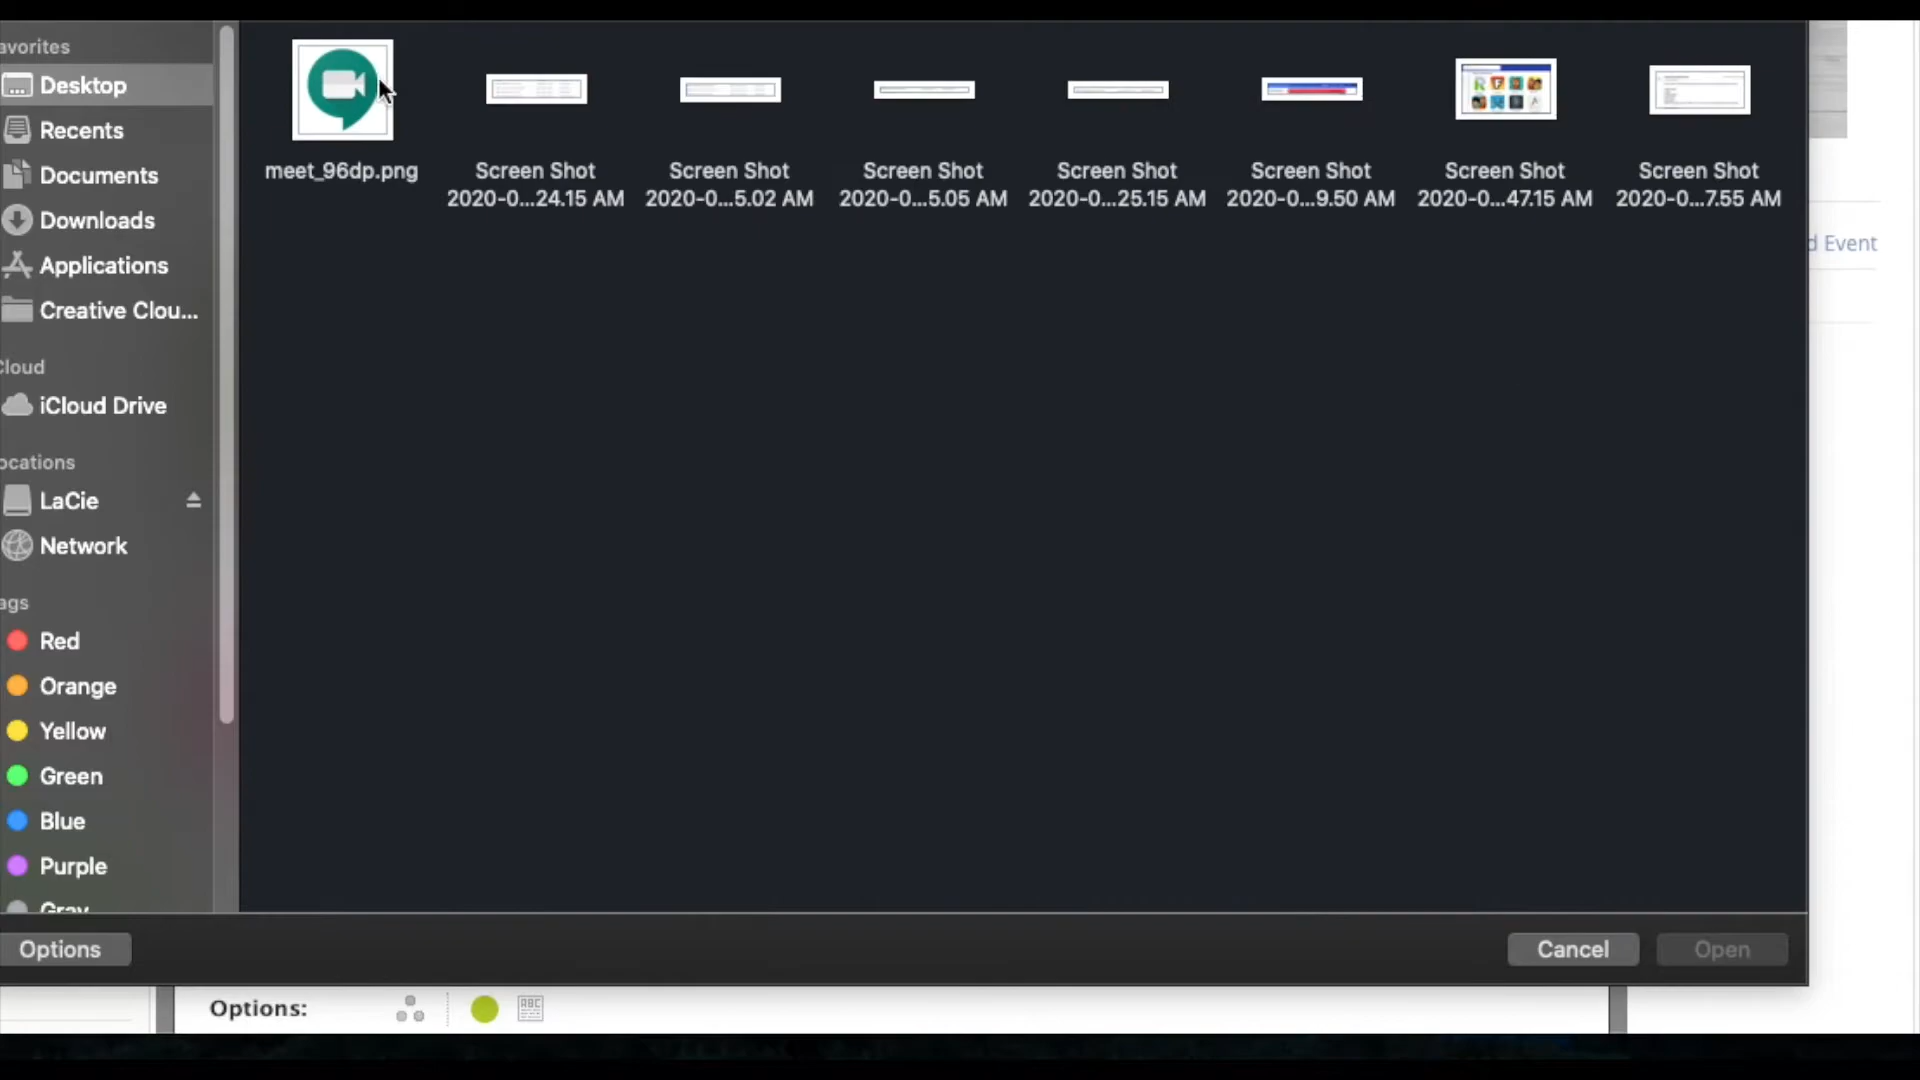 avorites
Desktop
Recents
Documents
Downloads
Applications
Creative Clou...
Cloud
iCloud Drive
ocations
LaCie
Network
ags
Red
Orange
Yellow
Green
Blue
Purple
Gray
meet_96dp.png
Screen Shot
2020-0...24.15 AM
Screen Shot
2020-0...5.02 AM
Screen Shot
2020-0...5.05 AM
Screen Shot
2020-0...25.15 AM
Screen Shot
2020-0...9.50 AM
Screen Shot
2020-0...47.15 AM
Screen Shot
2020-0...7.55 AM
d Event
Options
Cancel
Open
Options:
ABC